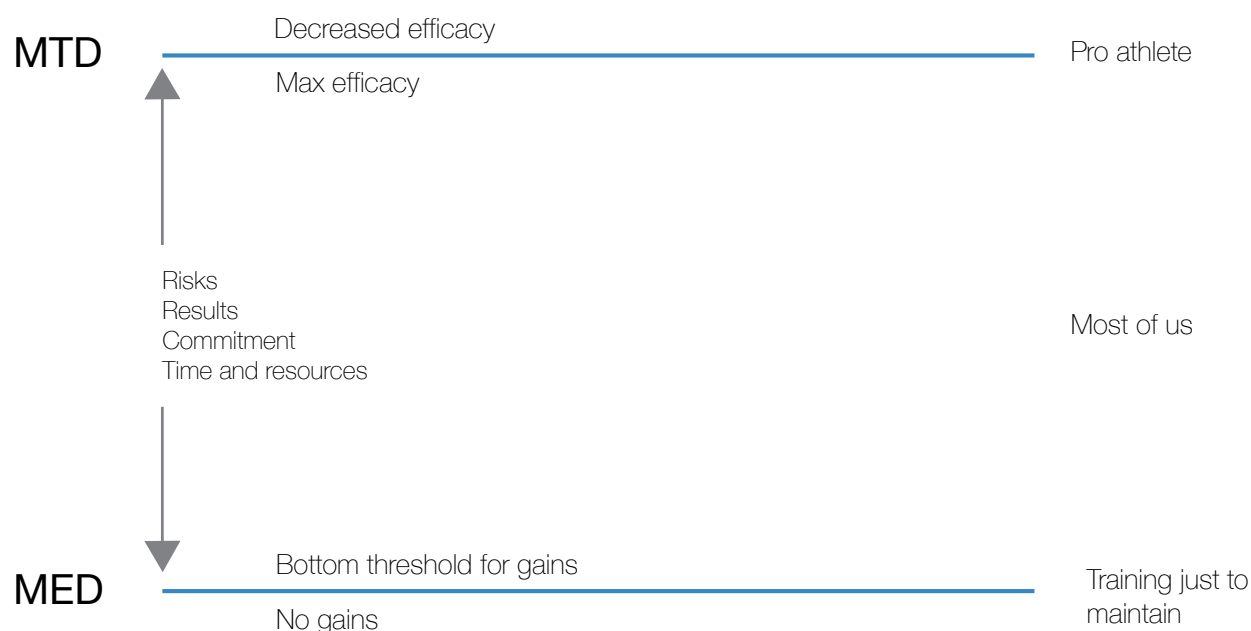 Decreased efficacy
MTD
Pro athlete
Max efficacy
Risks
Results
Commitment
Time and resources
Most of us
Bottom threshold for gains
MED
Training just to
maintain
No gains